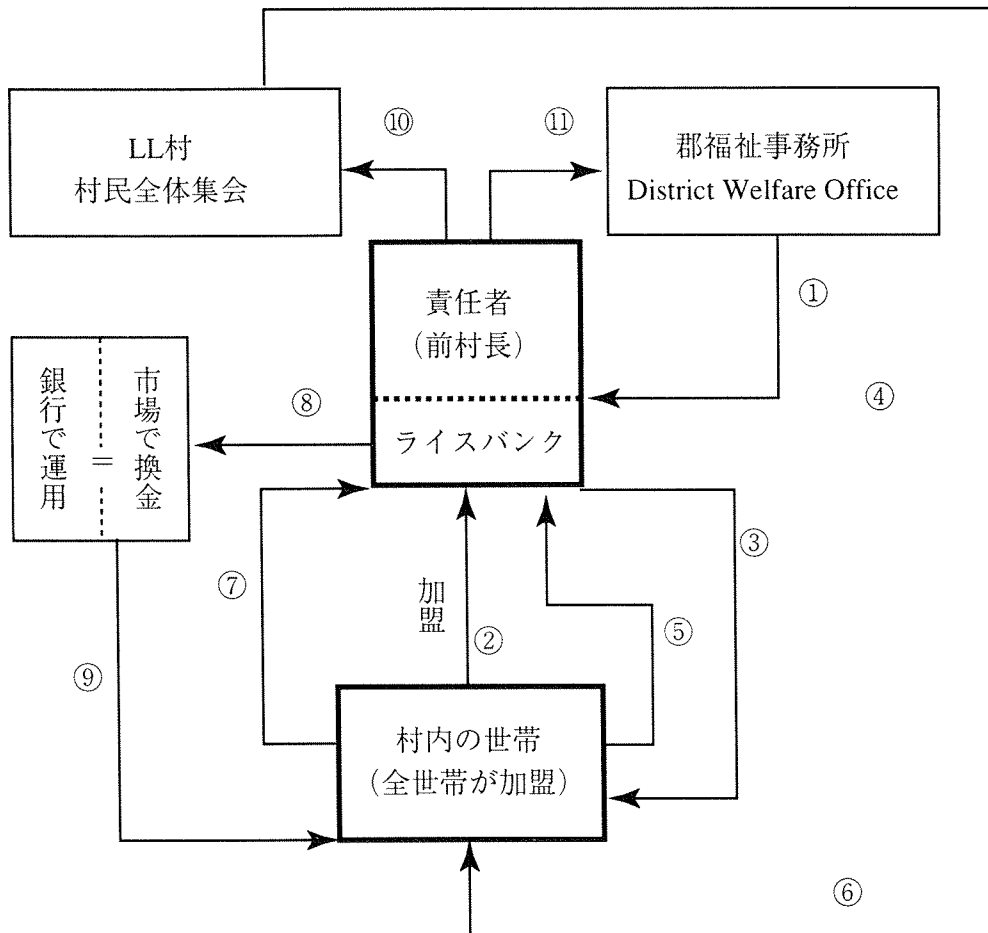 ⑩
⑪
LL村
村民全体集会
郡福祉事務所
District Welfare Office
①
責任者
（前村長）
④
⑧
ライスバンク
市場で換金
＝
銀行で運用
③
⑦
加盟
②
⑤
⑨
村内の世帯
（全世帯が加盟）
⑥